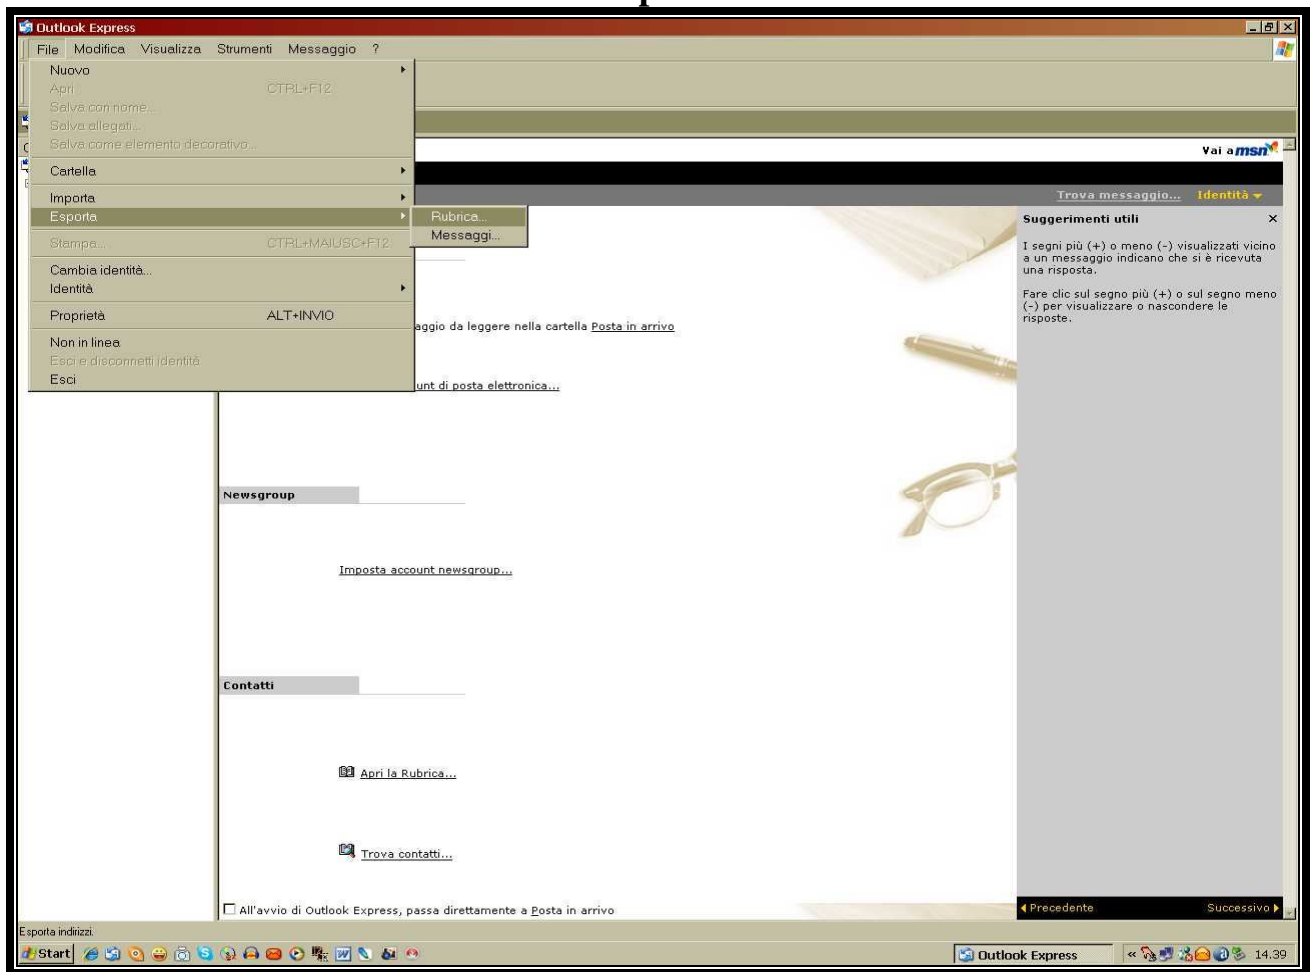 Outlook Express
File Modifica Visualizza Strumenti Messaggio ?
Nuovo
Apri CTRL+F12
Salva con nome...
Salva allegati...
Salva come elemento decorativo...
Cartella
Importa
Esporta
Rubrica...
Messaggi...
Stampa... CTRL+MAIUSC+F12
Cambia identità...
Identità
Proprietà ALT+INVIO
Non in linea
Esci e disconnetti identità
Esci
Vai a msn
Trova messaggio... Identità
aggio da leggere nella cartella Posta in arrivo
unt di posta elettronica...
Newsgroup
Imposta account newsgroup...
Contatti
Apri la Rubrica...
Trova contatti...
All'avvio di Outlook Express, passa direttamente a Posta in arrivo
Suggerimenti utili X
I segni più (+) o meno (-) visualizzati vicino
a un messaggio indicano che si è ricevuta
una risposta.
Fare clic sul segno più (+) o sul segno meno
(-) per visualizzare o nascondere le
risposte.
Precedente Successivo
Esporta indirizzi.
Start Outlook Express « 14.39